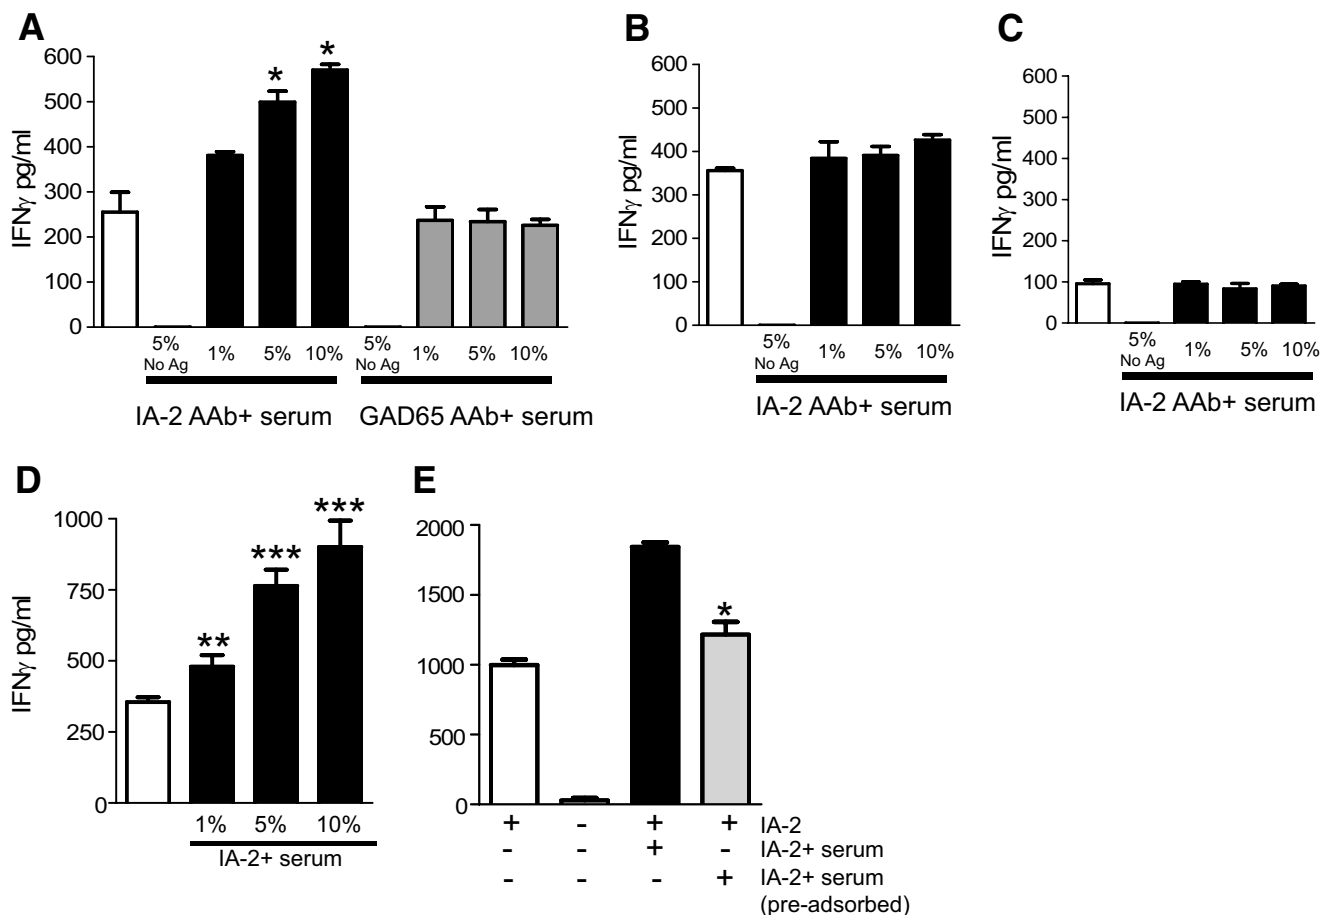 A
IFNγ pg/ml
600
500
400
300
200
100
0
5%
No Ag
1%
5%
10%
5%
No Ag
1%
5%
10%
*
*
IA-2 AAb+ serum
GAD65 AAb+ serum
B
IFNγ pg/ml
600
500
400
300
200
100
0
5%
No Ag
1%
5%
10%
IA-2 AAb+ serum
C
IFNγ pg/ml
600
500
400
300
200
100
0
5%
No Ag
1%
5%
10%
IA-2 AAb+ serum
D
IFNγ pg/ml
1000
750
500
250
0
**
***
***
1%
5%
10%
IA-2+ serum
E
2000
1500
1000
500
0
*
+ - + + IA-2
- - + - IA-2+ serum
- - - + IA-2+ serum
(pre-adsorbed)